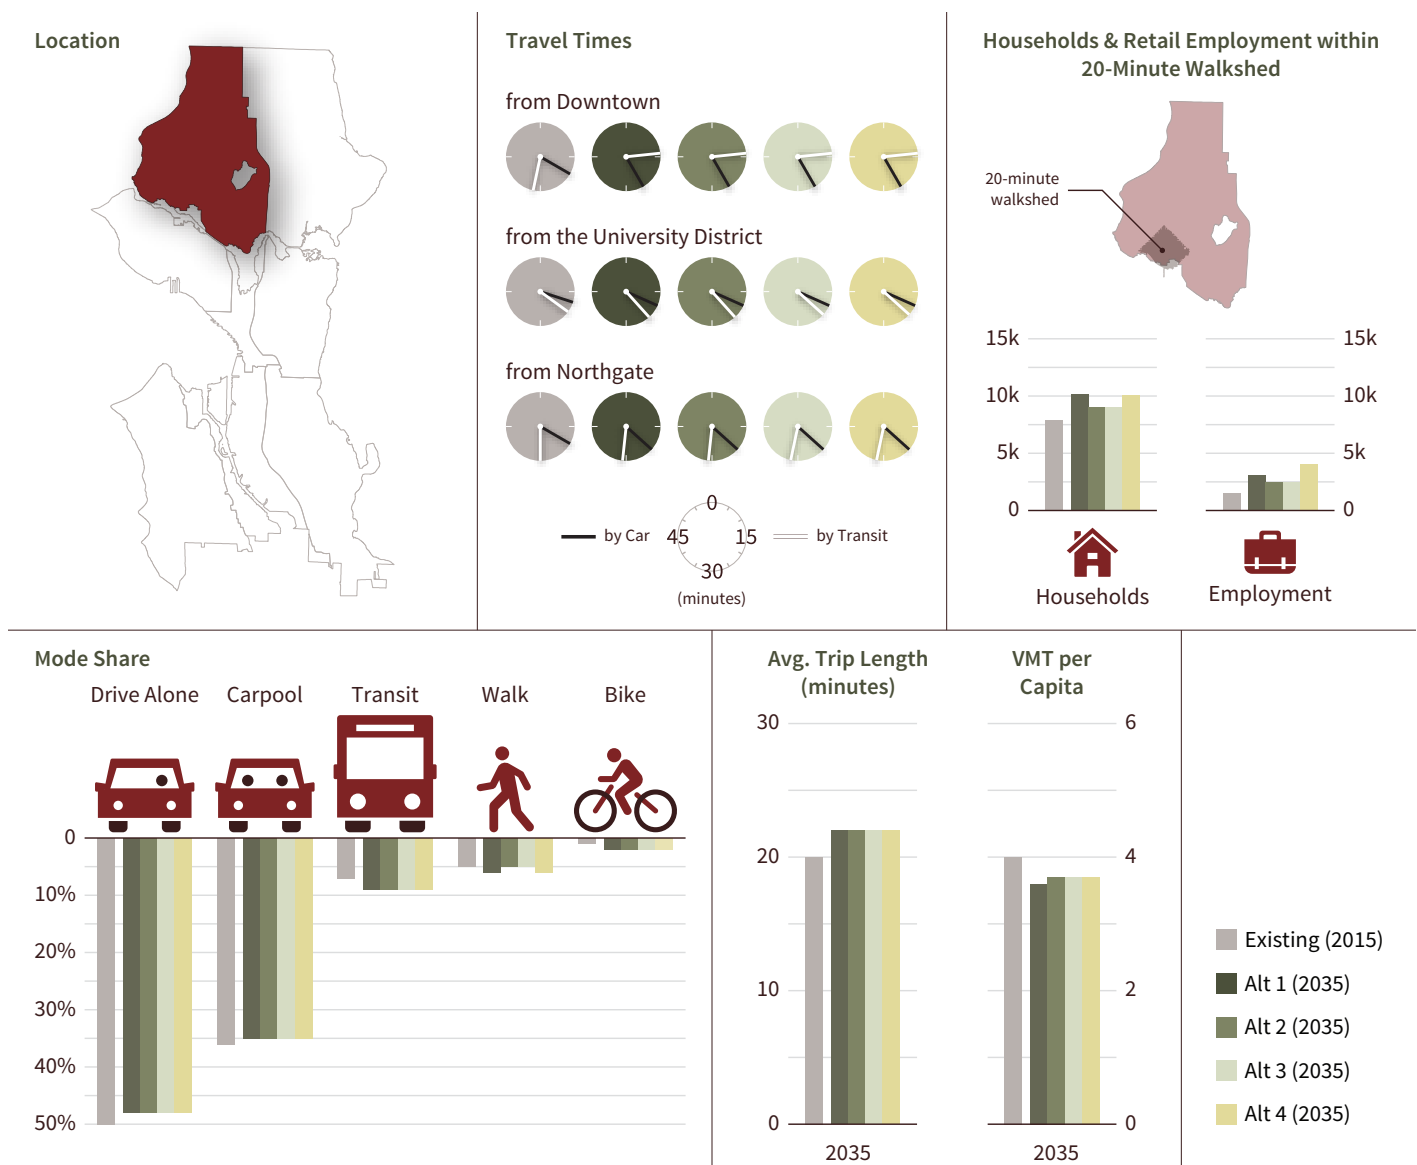 Location
Travel Times
from Downtown
from the University District
from Northgate
by Car
0
45
15
30
by Transit
(minutes)
Households & Retail Employment within
20-Minute Walkshed
20-minute
walkshed
15k
10k
5k
0
15k
10k
5k
0
Households
Employment
Mode Share
Drive Alone
Carpool
Transit
Walk
Bike
0
10%
20%
30%
40%
50%
Avg. Trip Length
(minutes)
30
20
10
0
2035
VMT per
Capita
6
4
2
0
2035
Existing (2015)
Alt 1 (2035)
Alt 2 (2035)
Alt 3 (2035)
Alt 4 (2035)